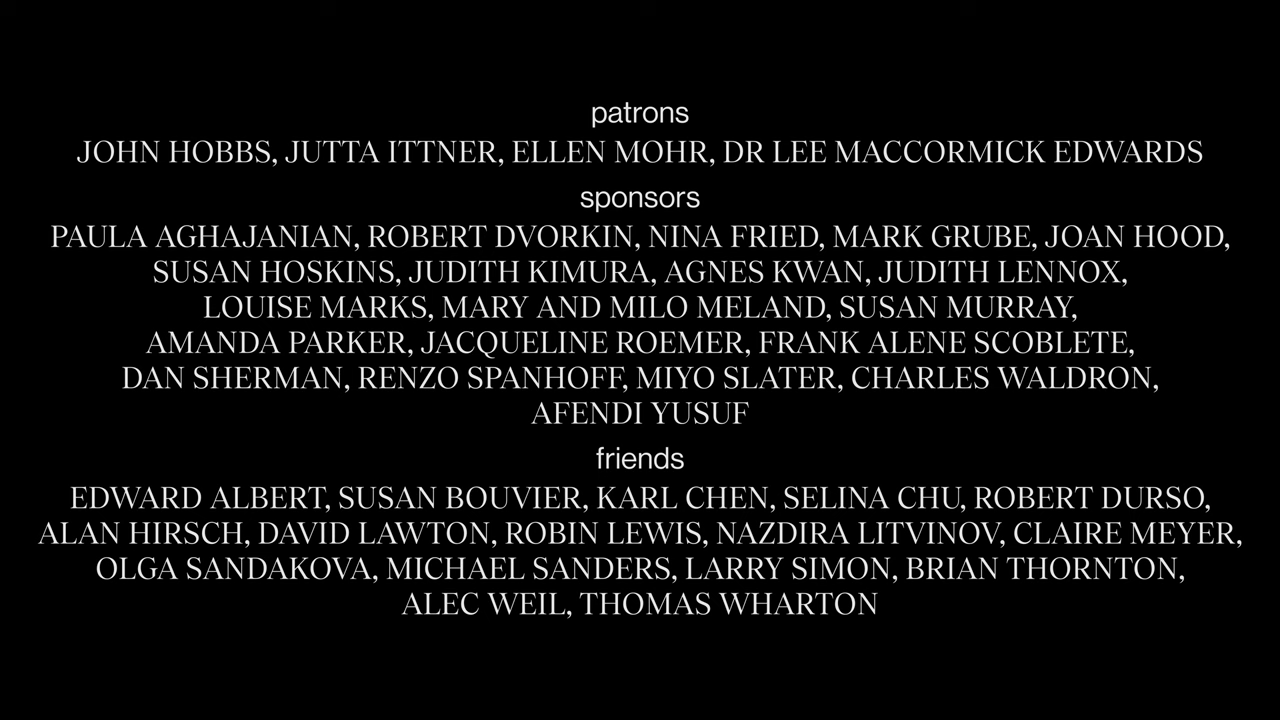 patrons
JOHN HOBBS, JUTTA ITTNER, ELLEN MOHR, DR LEE MACCORMICK EDWARDS
sponsors
PAULA AGHAJANIAN, ROBERT DVORKIN, NINA FRIED, MARK GRUBE, JOAN HOOD,
SUSAN HOSKINS, JUDITH KIMURA, AGNES KWAN, JUDITH LENNOX,
LOUISE MARKS, MARY AND MILO MELAND, SUSAN MURRAY,
AMANDA PARKER, JACQUELINE ROEMER, FRANK ALENE SCOBLETE,
DAN SHERMAN, RENZO SPANHOFF, MIYO SLATER, CHARLES WALDRON,
AFENDI YUSUF
friends
EDWARD ALBERT, SUSAN BOUVIER, KARL CHEN, SELINA CHU, ROBERT DURSO,
ALAN HIRSCH, DAVID LAWTON, ROBIN LEWIS, NAZDIRA LITVINOV, CLAIRE MEYER,
OLGA SANDAKOVA, MICHAEL SANDERS, LARRY SIMON, BRIAN THORNTON,
ALEC WEIL, THOMAS WHARTON